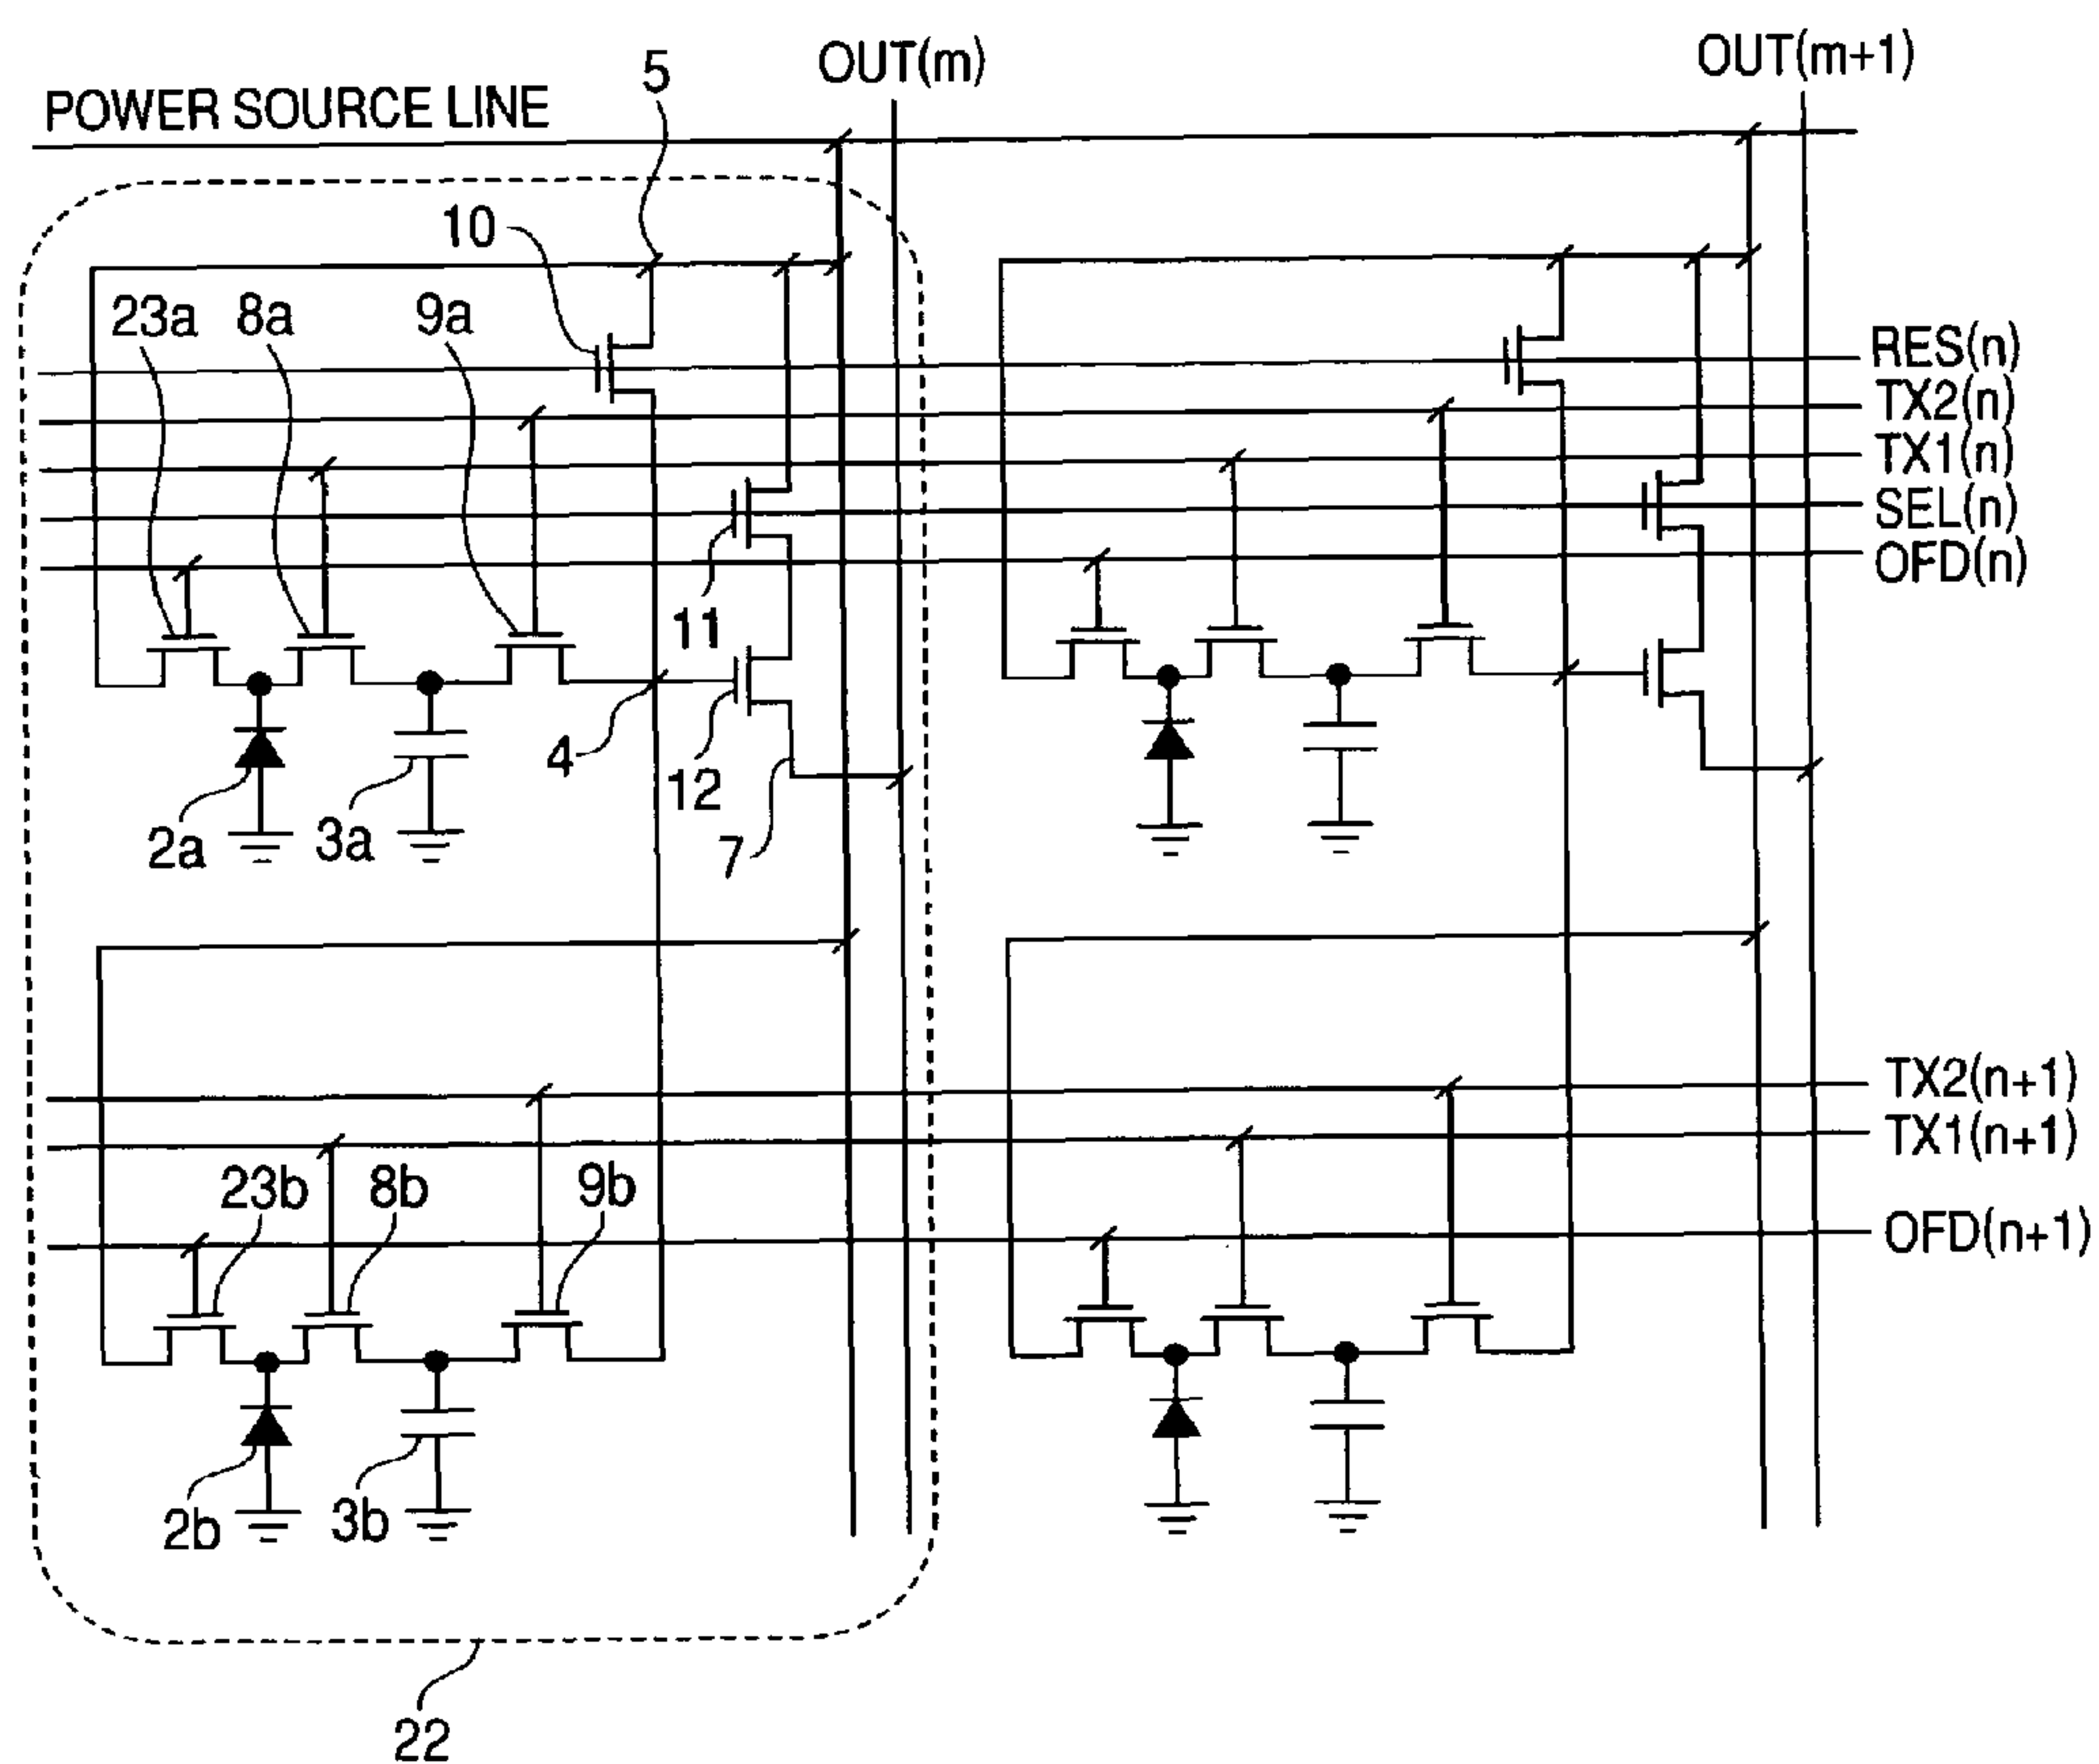 5
OUT(m)
OUT(m+1)
POWER SOURCE LINE
10
23a
8a
9a
RES(n)
TX2(n)
TX1(n)
SEL(n)
OFD(n)
11
4
12
2a
3a
7
TX2(n+1)
TX1(n+1)
23b
8b
9b
OFD(n+1)
2b
3b
22